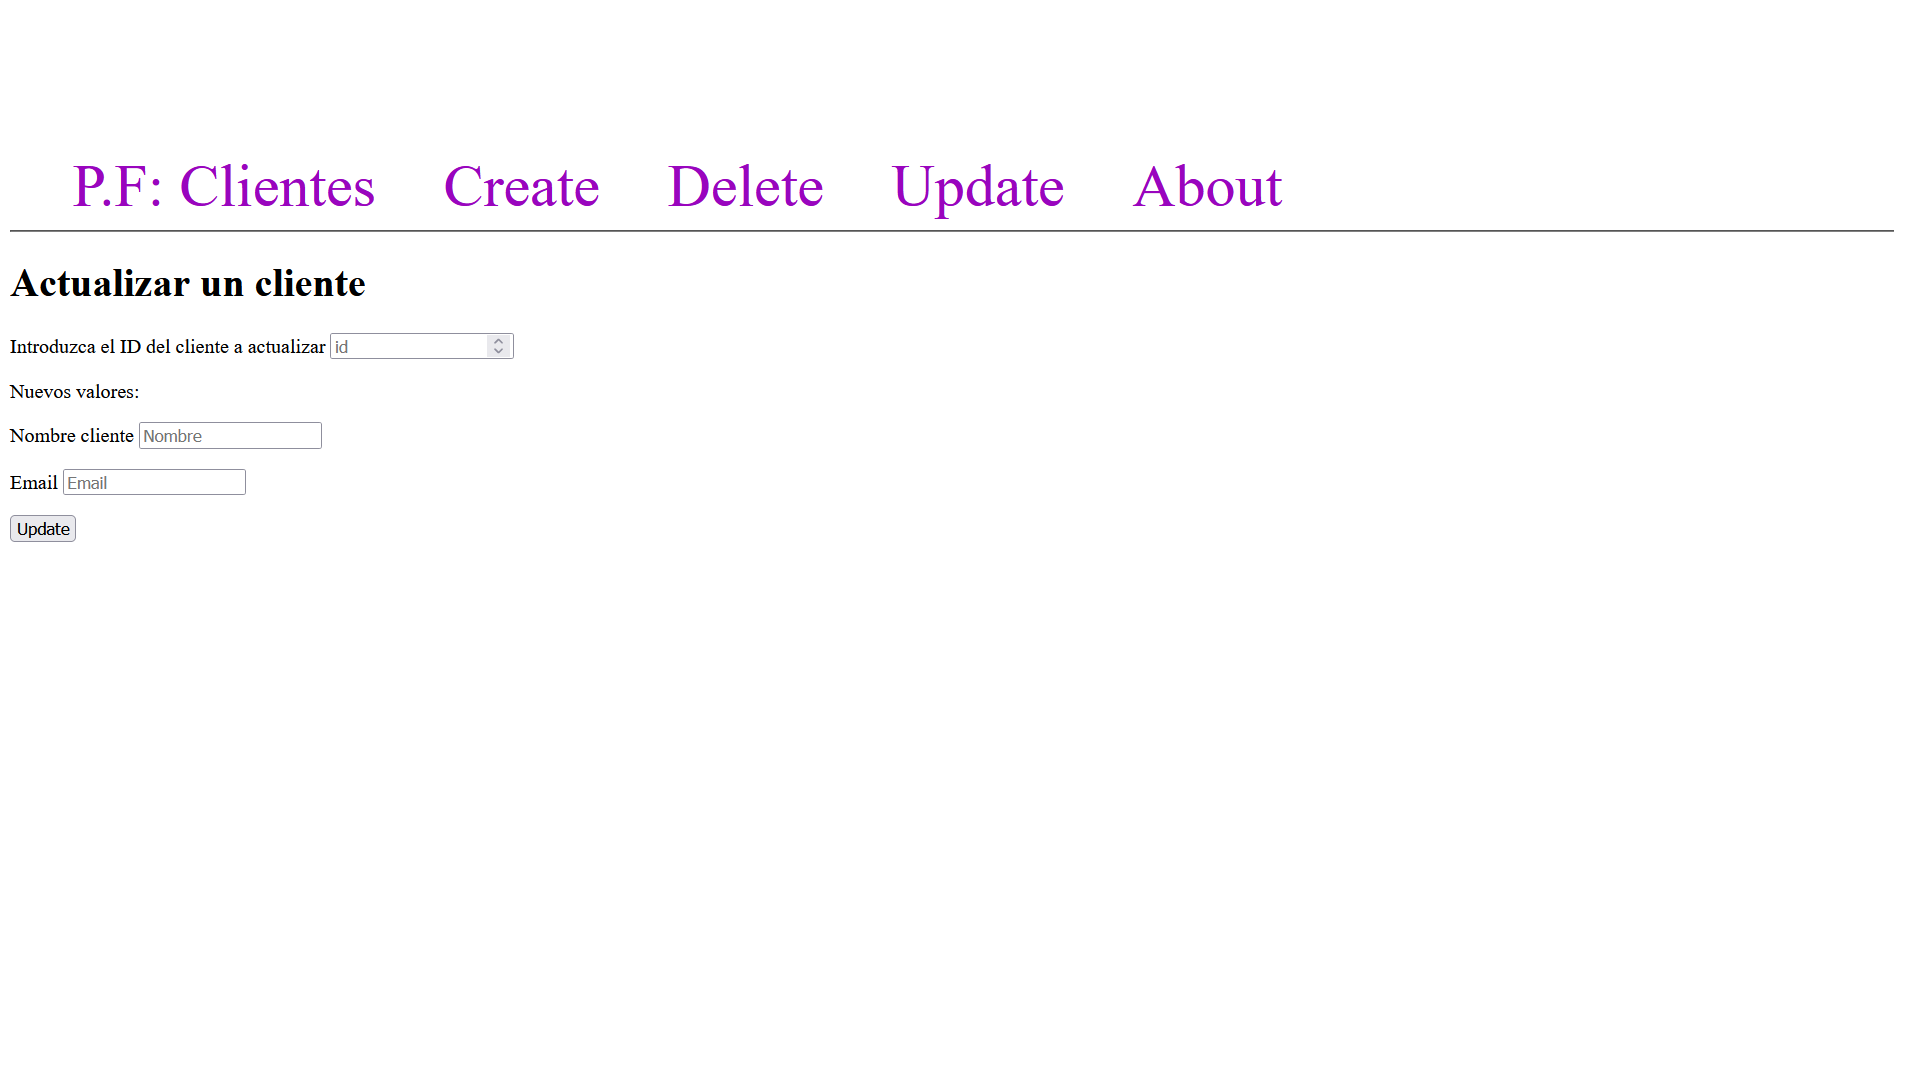 P.F: Clientes Create Delete Update About
Actualizar un cliente
Introduzca el ID del cliente a actualizar id
Nuevos valores:
Nombre cliente Nombre
Email Email
Update